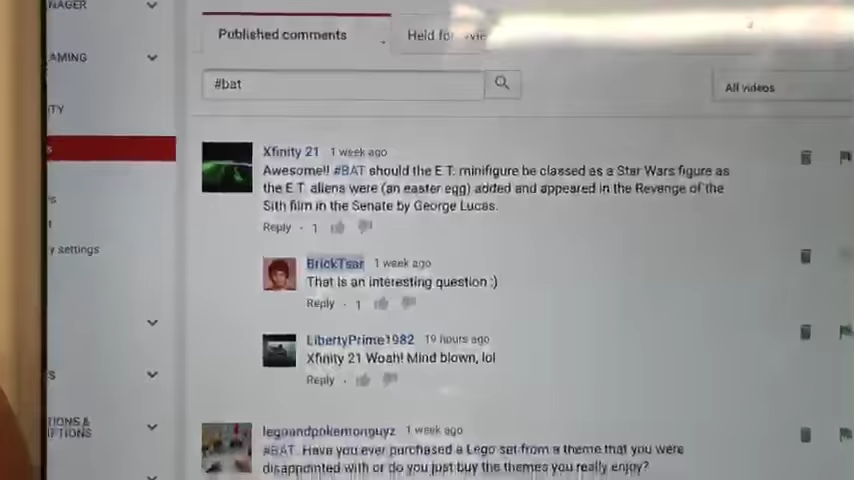 NAGER
AMING
TY
s
s
t
y settings
S
TIONS &
IPTIONS
Published comments
Held for
#bat
All videos
Xfinity 21 1 week ago
Awesome!! #BAT should the E.T. minifigure be classed as a Star Wars figure as
the E.T. aliens were (an easter egg) added and appeared in the Revenge of the
Sith film in the Senate by George Lucas.
Reply · 1
BrickTsar 1 week ago
That is an interesting question :)
Reply · 1
LibertyPrime1982 19 hours ago
Xfinity 21 Woah! Mind blown, lol
Reply ·
legoandpokemonguyz 1 week ago
#BAT. Have you ever purchased a Lego set from a theme that you were
disappointed with or do you just buy the themes you really enjoy?